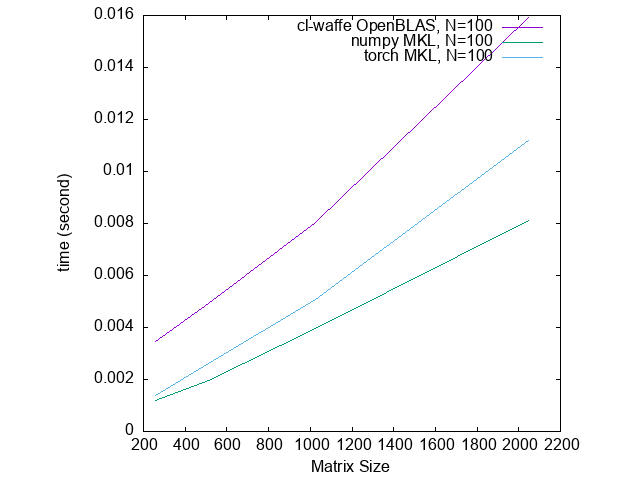 0.016
cl-waffe OpenBLAS, N=100
numpy MKL, N=100
torch MKL, N=100
0.014
0.012
0.01
time (second)
0.008
0.006
0.004
0.002
0
200 400 600 800 1000 1200 1400 1600 1800 2000 2200
Matrix Size